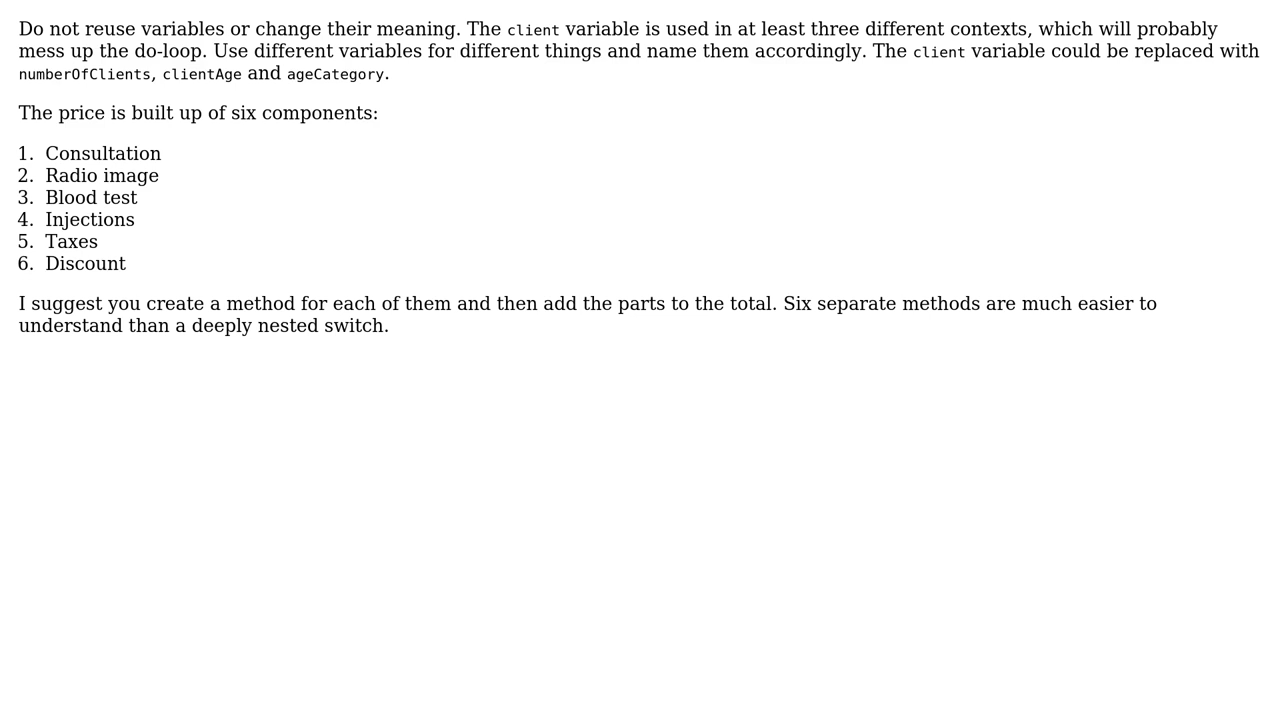 Do not reuse variables or change their meaning. The client variable is used in at least three different contexts, which will probably
mess up the do-loop. Use different variables for different things and name them accordingly. The client variable could be replaced with
numberOfClients, clientAge and ageCategory.
The price is built up of six components:
1. Consultation
2. Radio image
3. Blood test
4. Injections
5. Taxes
6. Discount
I suggest you create a method for each of them and then add the parts to the total. Six separate methods are much easier to
understand than a deeply nested switch.